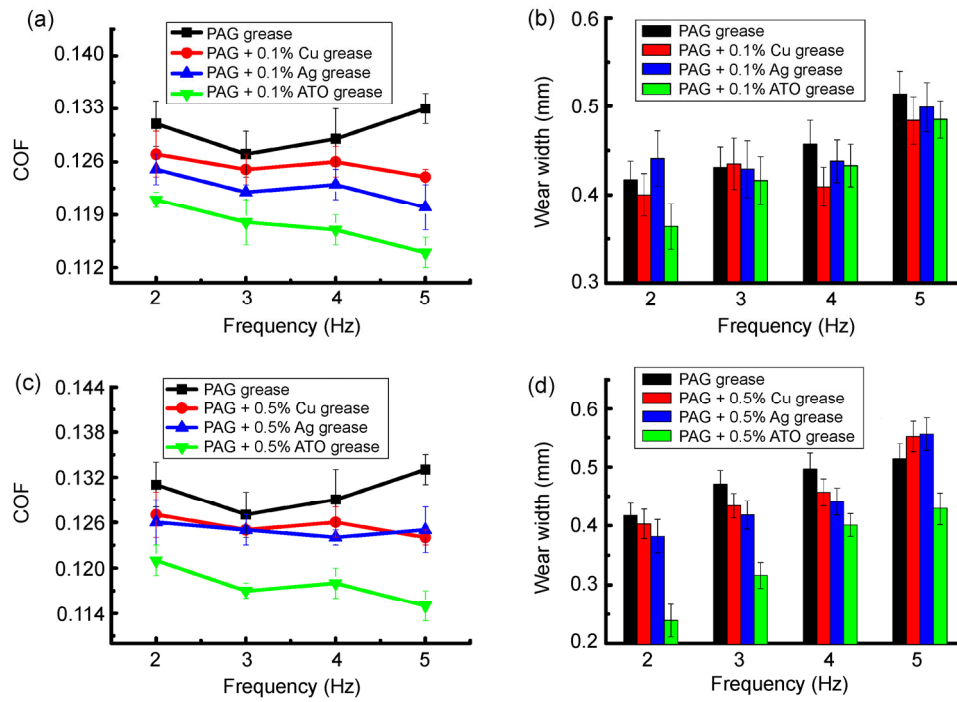 (a)
PAG grease
PAG + 0.1% Cu grease
PAG + 0.1% Ag grease
PAG + 0.1% ATO grease
COF
0.140
0.133
0.126
0.119
0.112
2 3 4 5
Frequency (Hz)
(b)
PAG grease
PAG + 0.1% Cu grease
PAG + 0.1% Ag grease
PAG + 0.1% ATO grease
Wear width (mm)
0.6
0.5
0.4
0.3
2 3 4 5
Frequency (Hz)
(c)
PAG grease
PAG + 0.5% Cu grease
PAG + 0.5% Ag grease
PAG + 0.5% ATO grease
COF
0.144
0.138
0.132
0.126
0.120
0.114
2 3 4 5
Frequency (Hz)
(d)
PAG grease
PAG + 0.5% Cu grease
PAG + 0.5% Ag grease
PAG + 0.5% ATO grease
Wear width (mm)
0.6
0.5
0.4
0.3
0.2
2 3 4 5
Frequency (Hz)